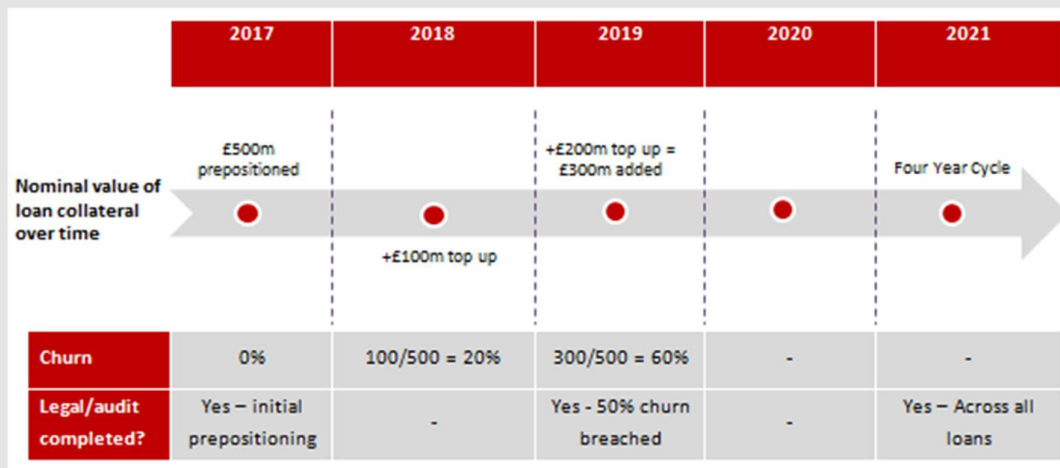 2017 2018 2019 2020 2021
£500m
prepositioned
+£200m top up =
£300m added
Four Year Cycle
Nominal value of
loan collateral
over time
+£100m top up
Churn 0% 100/500 = 20% 300/500 = 60% - -
Legal/audit
completed?
Yes – initial
prepositioning
-
Yes - 50% churn
breached
-
Yes – Across all
loans